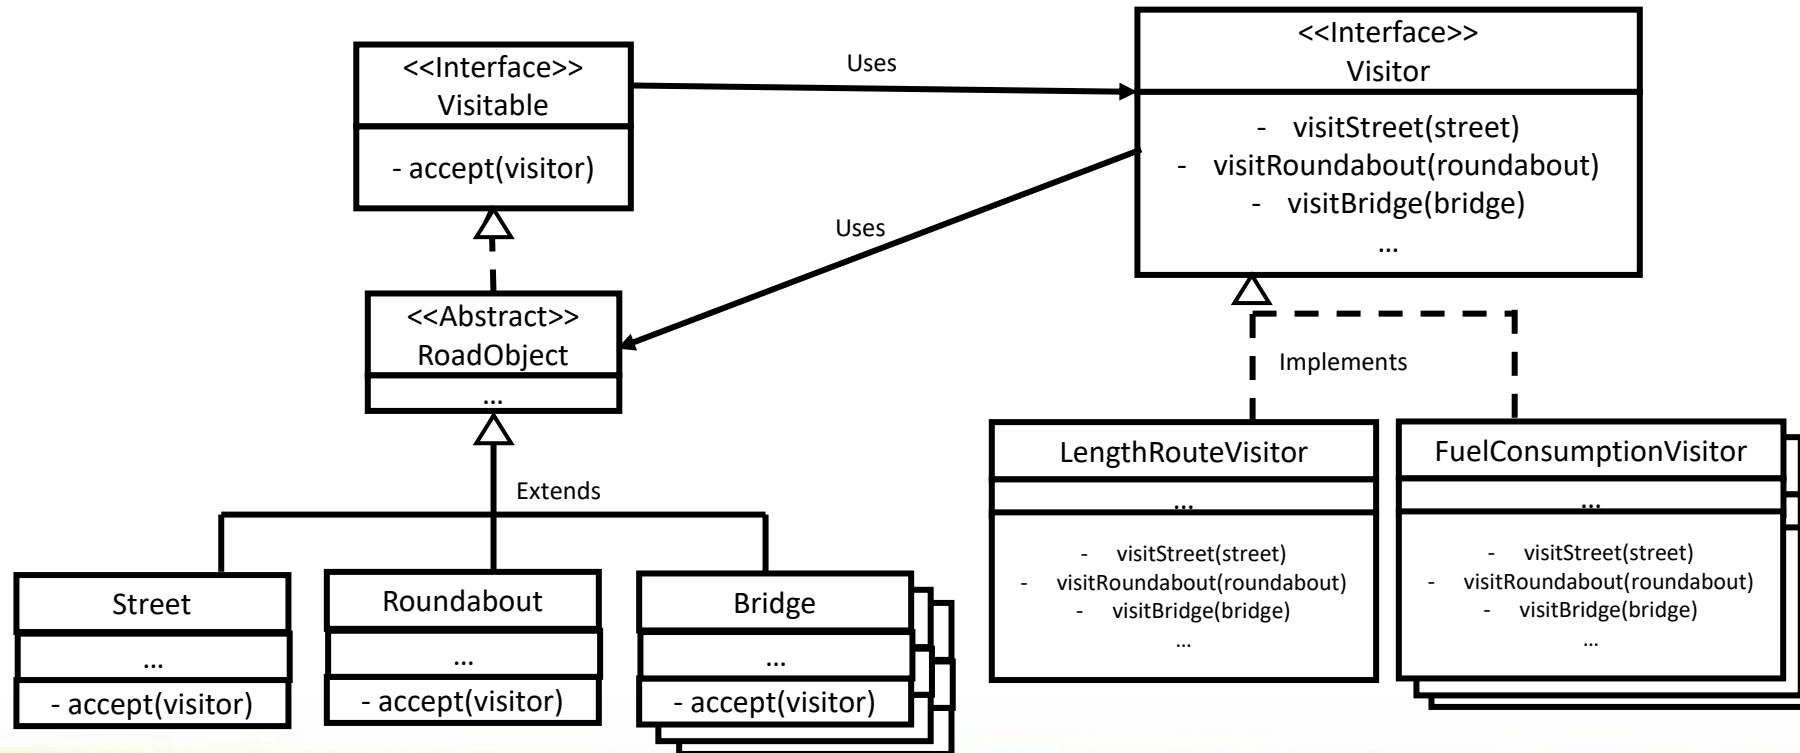 <<Interface>>
Visitable
- accept(visitor)
Uses
<<Interface>>
Visitor
- visitStreet(street)
- visitRoundabout(roundabout)
- visitBridge(bridge)
...
Uses
<<Abstract>>
RoadObject
...
Extends
Implements
Street
...
- accept(visitor)
Roundabout
...
- accept(visitor)
Bridge
...
- accept(visitor)
LengthRouteVisitor
...
- visitStreet(street)
- visitRoundabout(roundabout)
- visitBridge(bridge)
...
FuelConsumptionVisitor
...
- visitStreet(street)
- visitRoundabout(roundabout)
- visitBridge(bridge)
...